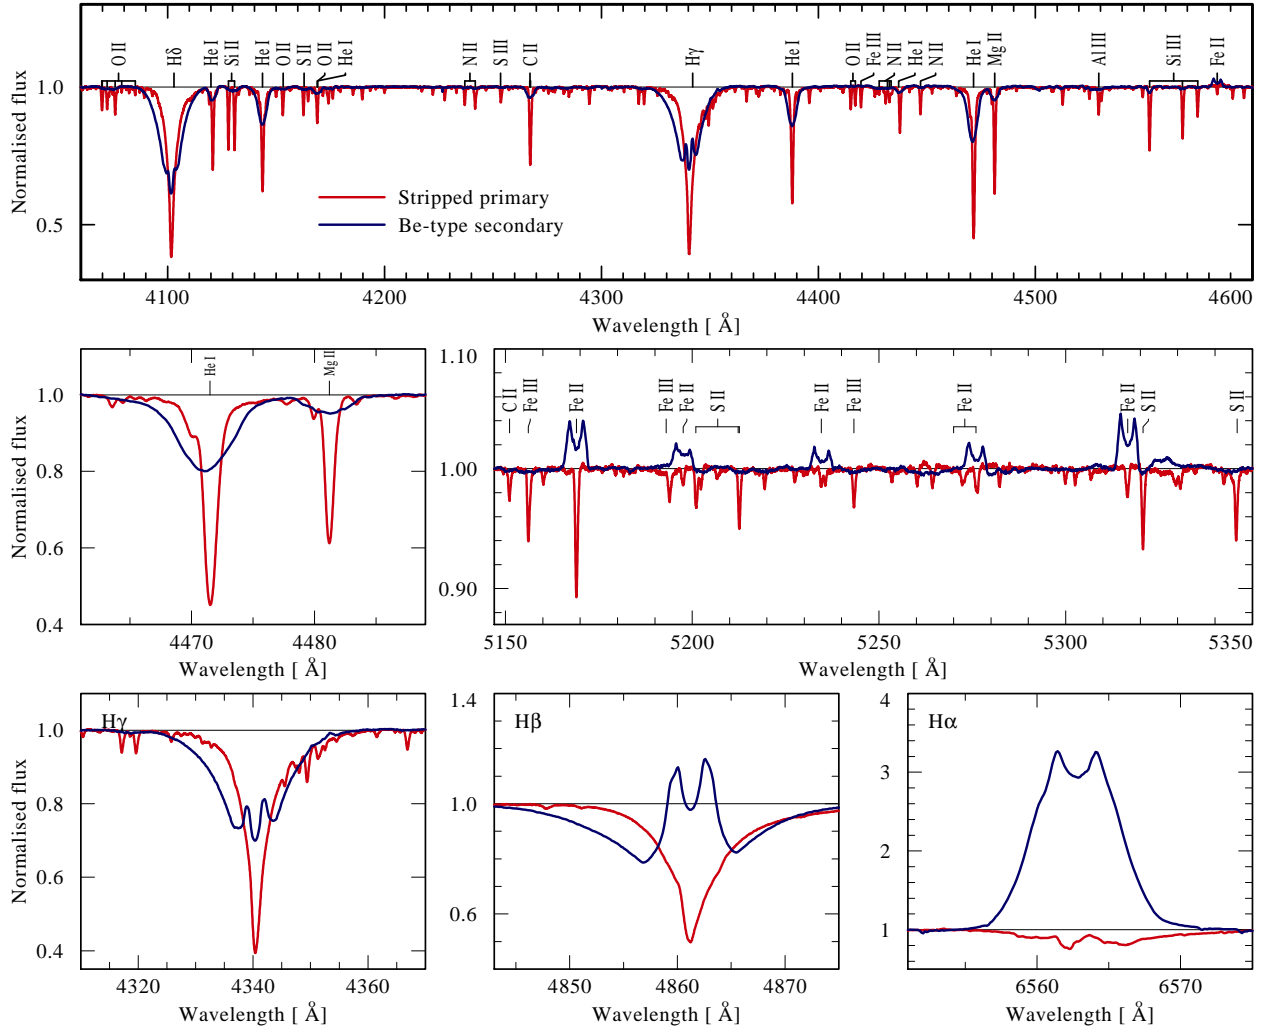 O II
Hδ
He I
Si II
He I
O II
S II
O II
He I
N II
S III
C II
Hγ
He I
O II
Fe III
N II
He I
N II
He I
Mg II
Al III
Si III
Fe II
1.0
0.5
Normalised flux
Stripped primary
Be-type secondary
4100 4200 4300 4400 4500 4600
Wavelength [ Å]
He I
Mg II
1.0
0.8
0.6
0.4
Normalised flux
4471 4481
Wavelength [ Å]
1.10
1.00
0.90
C II
Fe III
Fe II
Fe III
Fe II
S II
Fe II
Fe III
Fe II
Fe II
S II
S II
5150 5200 5250 5300 5350
Wavelength [ Å]
Hγ
1.0
0.8
0.6
0.4
Normalised flux
4320 4340 4360
Wavelength [ Å]
Hβ
1.4
1.0
0.6
4850 4860 4870
Wavelength [ Å]
Hα
4
3
2
1
6560 6570
Wavelength [ Å]